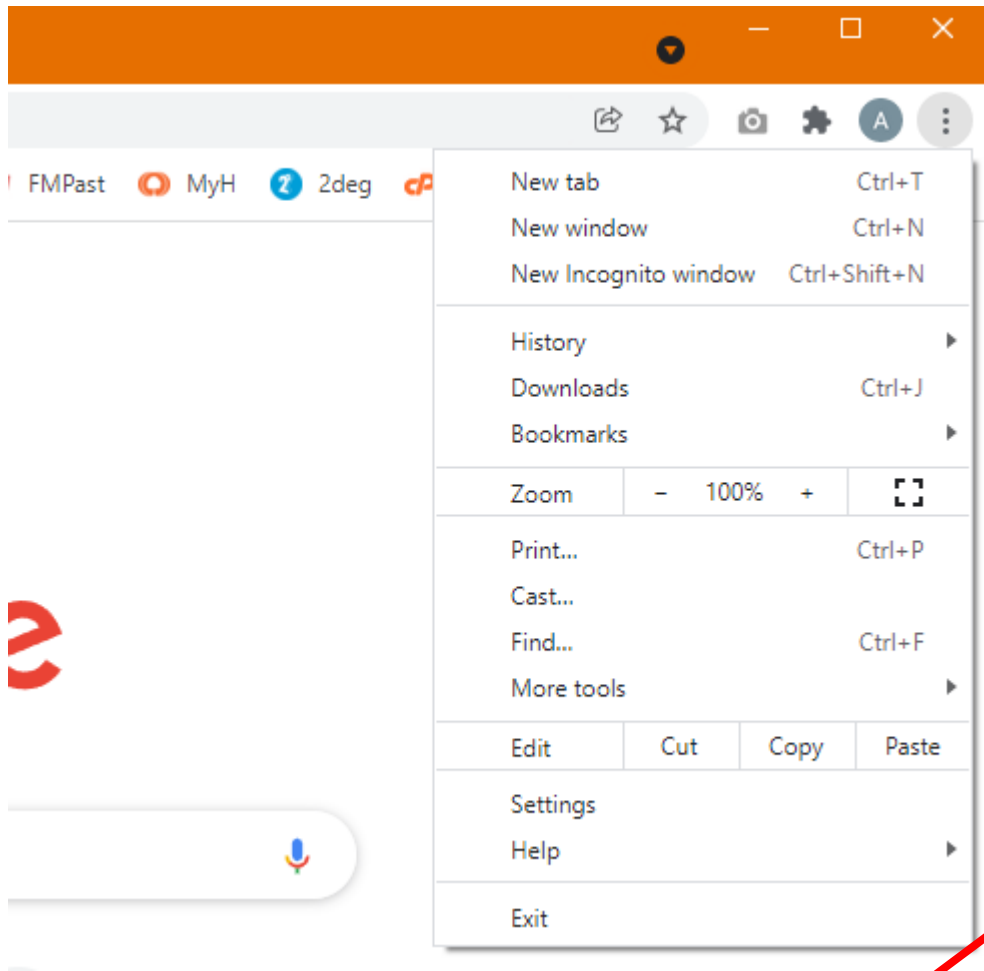 A
FMPast MyH 2deg cP
New tab Ctrl+T
New window Ctrl+N
New Incognito window Ctrl+Shift+N
History
Downloads Ctrl+J
Bookmarks
Zoom - 100% +
Print... Ctrl+P
Cast...
Find... Ctrl+F
More tools
Edit Cut Copy Paste
Settings
Help
Exit
e